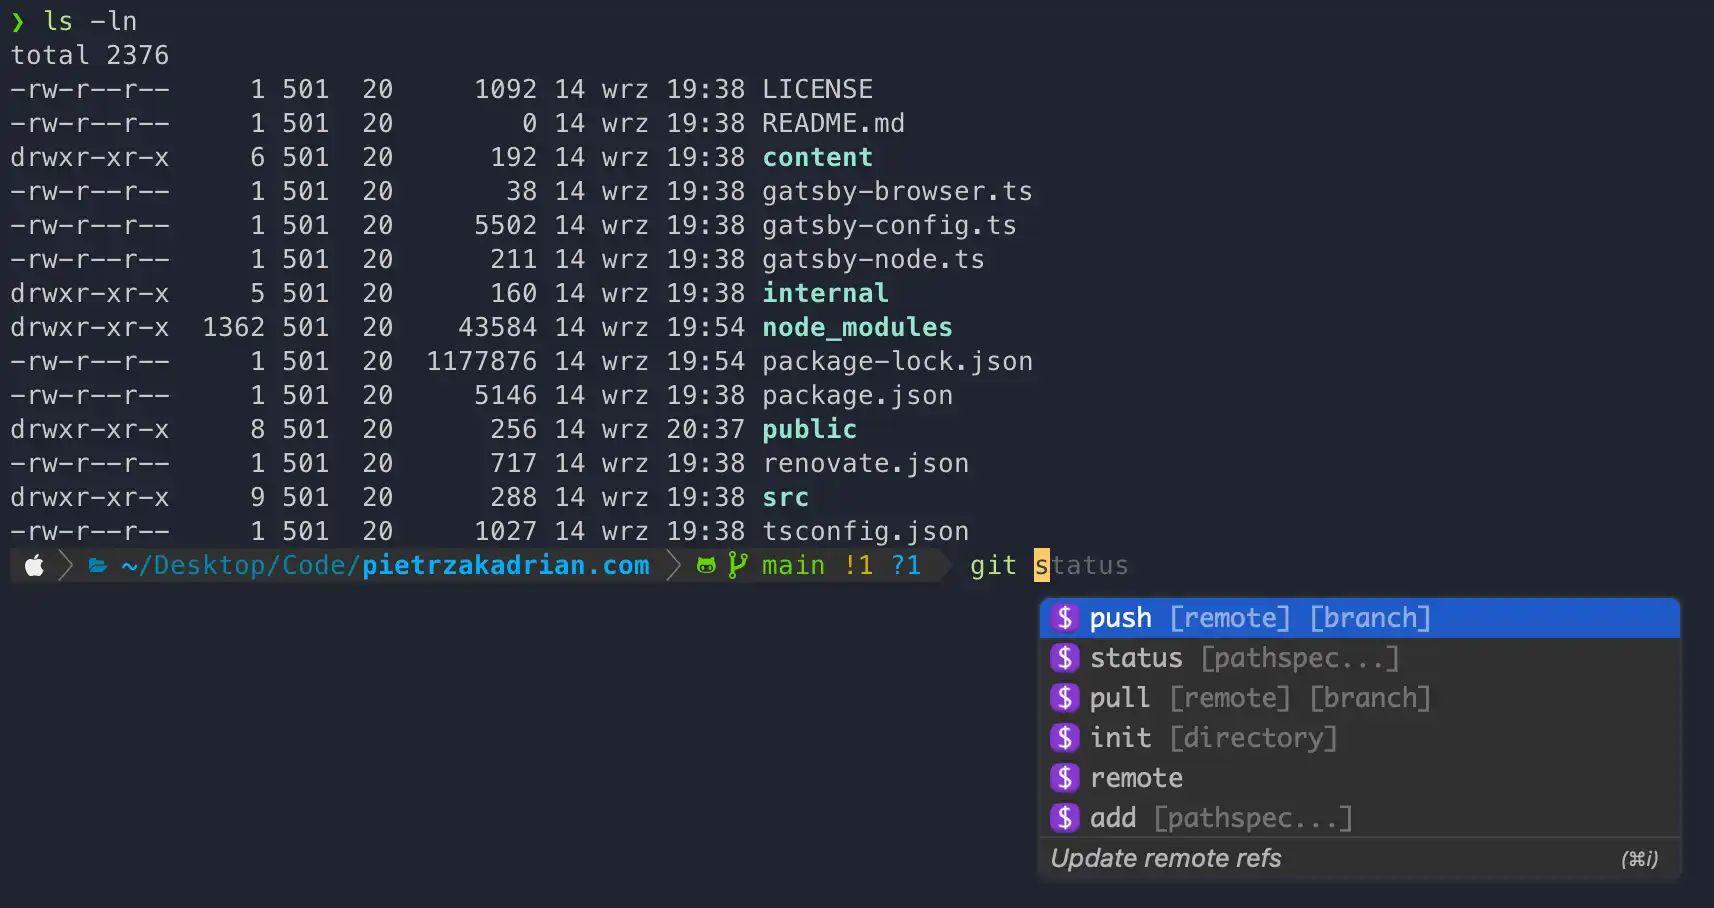 ❯ ls -ln
total 2376
-rw-r--r--     1 501  20     1092 14 wrz 19:38 LICENSE
-rw-r--r--     1 501  20        0 14 wrz 19:38 README.md
drwxr-xr-x     6 501  20      192 14 wrz 19:38 content
-rw-r--r--     1 501  20       38 14 wrz 19:38 gatsby-browser.ts
-rw-r--r--     1 501  20     5502 14 wrz 19:38 gatsby-config.ts
-rw-r--r--     1 501  20      211 14 wrz 19:38 gatsby-node.ts
drwxr-xr-x     5 501  20      160 14 wrz 19:38 internal
drwxr-xr-x  1362 501  20    43584 14 wrz 19:54 node_modules
-rw-r--r--     1 501  20  1177876 14 wrz 19:54 package-lock.json
-rw-r--r--     1 501  20     5146 14 wrz 19:38 package.json
drwxr-xr-x     8 501  20      256 14 wrz 20:37 public
-rw-r--r--     1 501  20      717 14 wrz 19:38 renovate.json
drwxr-xr-x     9 501  20      288 14 wrz 19:38 src
-rw-r--r--     1 501  20     1027 14 wrz 19:38 tsconfig.json
~/Desktop/Code/pietrzakadrian.com main !1 ?1 git status
$ push [remote] [branch]
$ status [pathspec...]
$ pull [remote] [branch]
$ init [directory]
$ remote
$ add [pathspec...]
Update remote refs (⌘i)